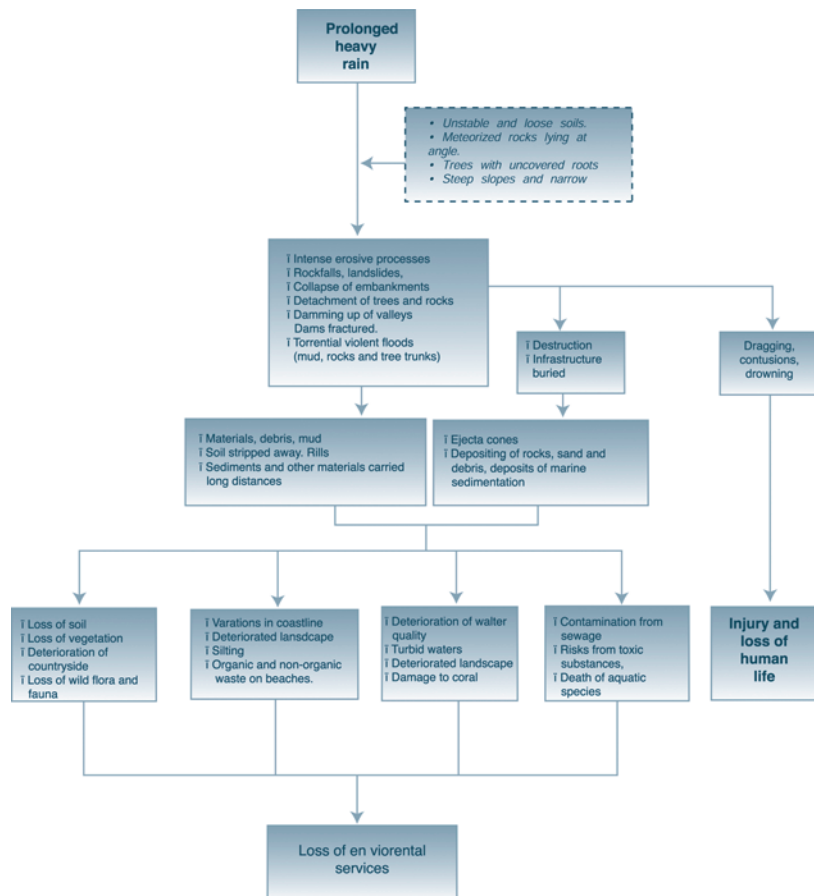 Prolonged
heavy
rain
• Unstable and loose soils.
• Meteorized rocks lying at
angle.
• Trees with uncovered roots
• Steep slopes and narrow
ï Intense erosive processes
ï Rockfalls, landslides,
ï Collapse of embankments
ï Detachment of trees and rocks
ï Damming up of valleys
Dams fractured.
ï Torrential violent floods
(mud, rocks and tree trunks)
ï Destruction
ï Infrastructure
buried
Dragging,
contusions,
drowning
ï Materials, debris, mud
ï Soil stripped away. Rills
ï Sediments and other materials carried
long distances
ï Ejecta cones
ï Depositing of rocks, sand and
debris, deposits of marine
sedimentation
ï Loss of soil
ï Loss of vegetation
ï Deterioration of
countryside
ï Loss of wild flora and
fauna
ï Varations in coastline
ï Deteriorated lansdcape
ï Silting
ï Organic and non-organic
waste on beaches.
ï Deterioration of walter
quality
ï Turbid waters
ï Deteriorated landscape
ï Damage to coral
ï Contamination from
sewage
ï Risks from toxic
substances,
ï Death of aquatic
species
Injury and
loss of
human
life
Loss of en viorental
services